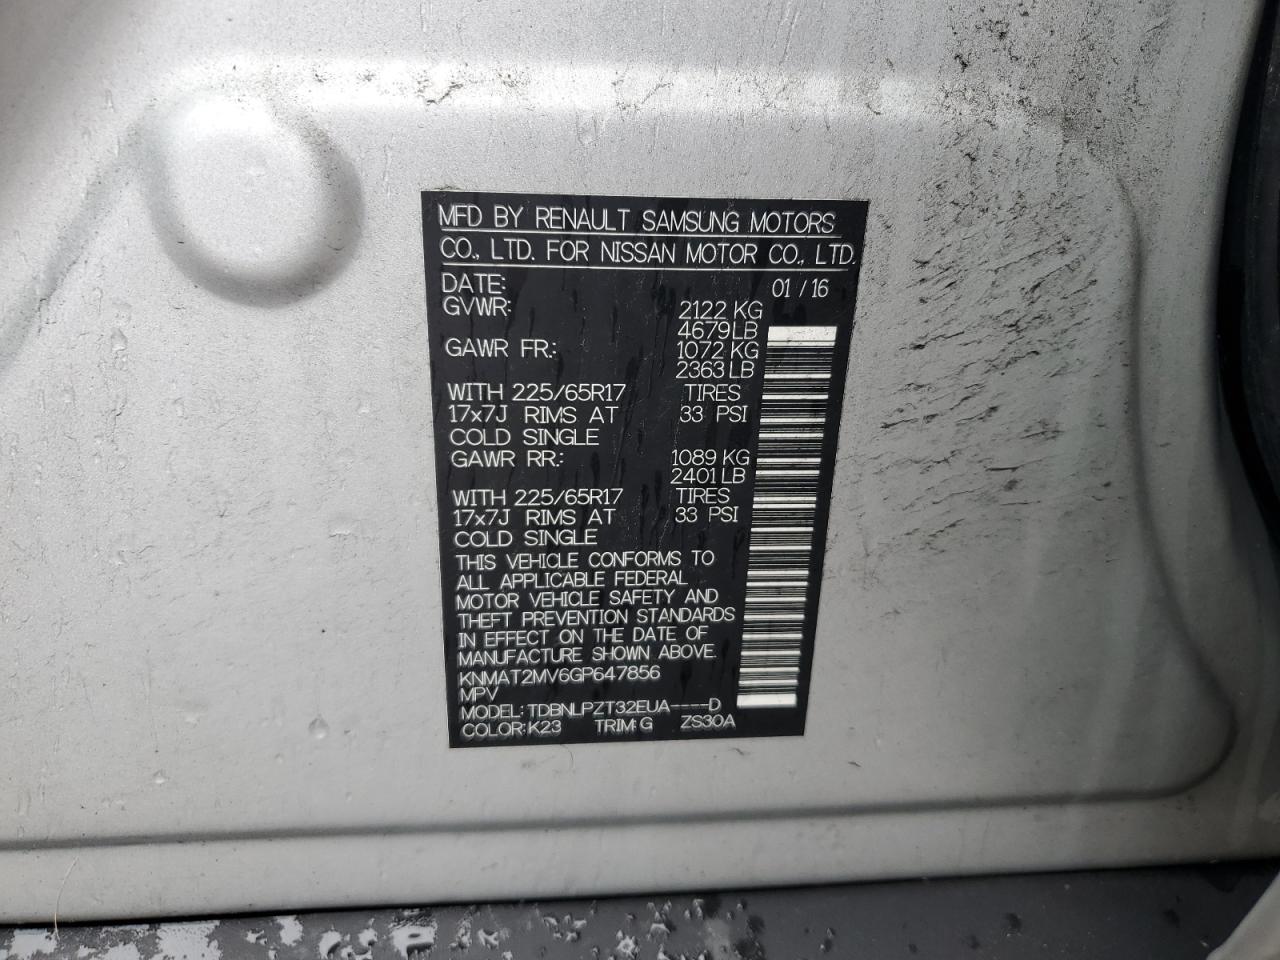 MFD BY RENAULT SAMSUNG MOTORS
CO., LTD. FOR NISSAN MOTOR CO., LTD.
DATE: 01 / 16
GVWR: 2122 KG
4679 LB
GAWR FR.: 1072 KG
2363 LB
WITH 225/65R17 TIRES
17x7J RIMS AT 33 PSI
COLD SINGLE
GAWR RR.: 1089 KG
2401 LB
WITH 225/65R17 TIRES
17x7J RIMS AT 33 PSI
COLD SINGLE
THIS VEHICLE CONFORMS TO
ALL APPLICABLE FEDERAL
MOTOR VEHICLE SAFETY AND
THEFT PREVENTION STANDARDS
IN EFFECT ON THE DATE OF
MANUFACTURE SHOWN ABOVE.
KNMAT2MV6GP647856
MPV
MODEL: TDBNLPZT32EUA----D
COLOR: K23 TRIM: G ZS30A